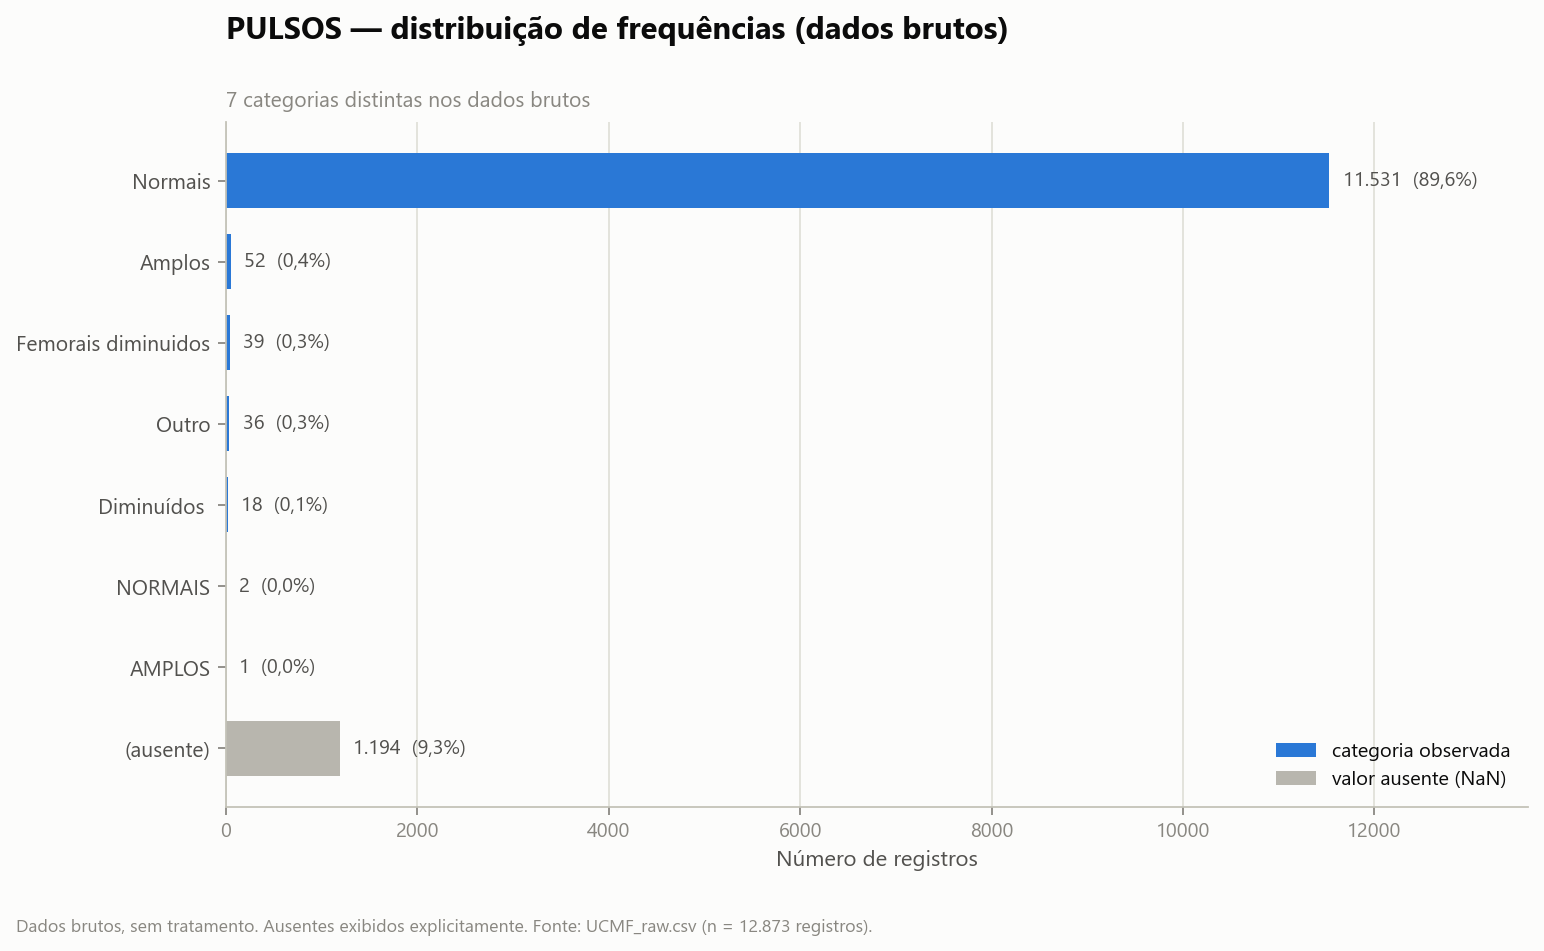 PULSOS — distribuição de frequências (dados brutos)
7 categorias distintas nos dados brutos
Normais 11.531 (89,6%)
Amplos 52 (0,4%)
Femorais diminuidos 39 (0,3%)
Outro 36 (0,3%)
Diminuídos 18 (0,1%)
NORMAIS 2 (0,0%)
AMPLOS 1 (0,0%)
(ausente) 1.194 (9,3%)
categoria observada
valor ausente (NaN)
0 2000 4000 6000 8000 10000 12000
Número de registros
Dados brutos, sem tratamento. Ausentes exibidos explicitamente. Fonte: UCMF_raw.csv (n = 12.873 registros).